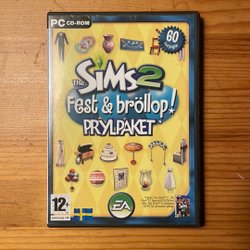 PC CD-ROM
60
The
SiMS 2
Fest & bröllop!
PRYLPAKET
12+
EA